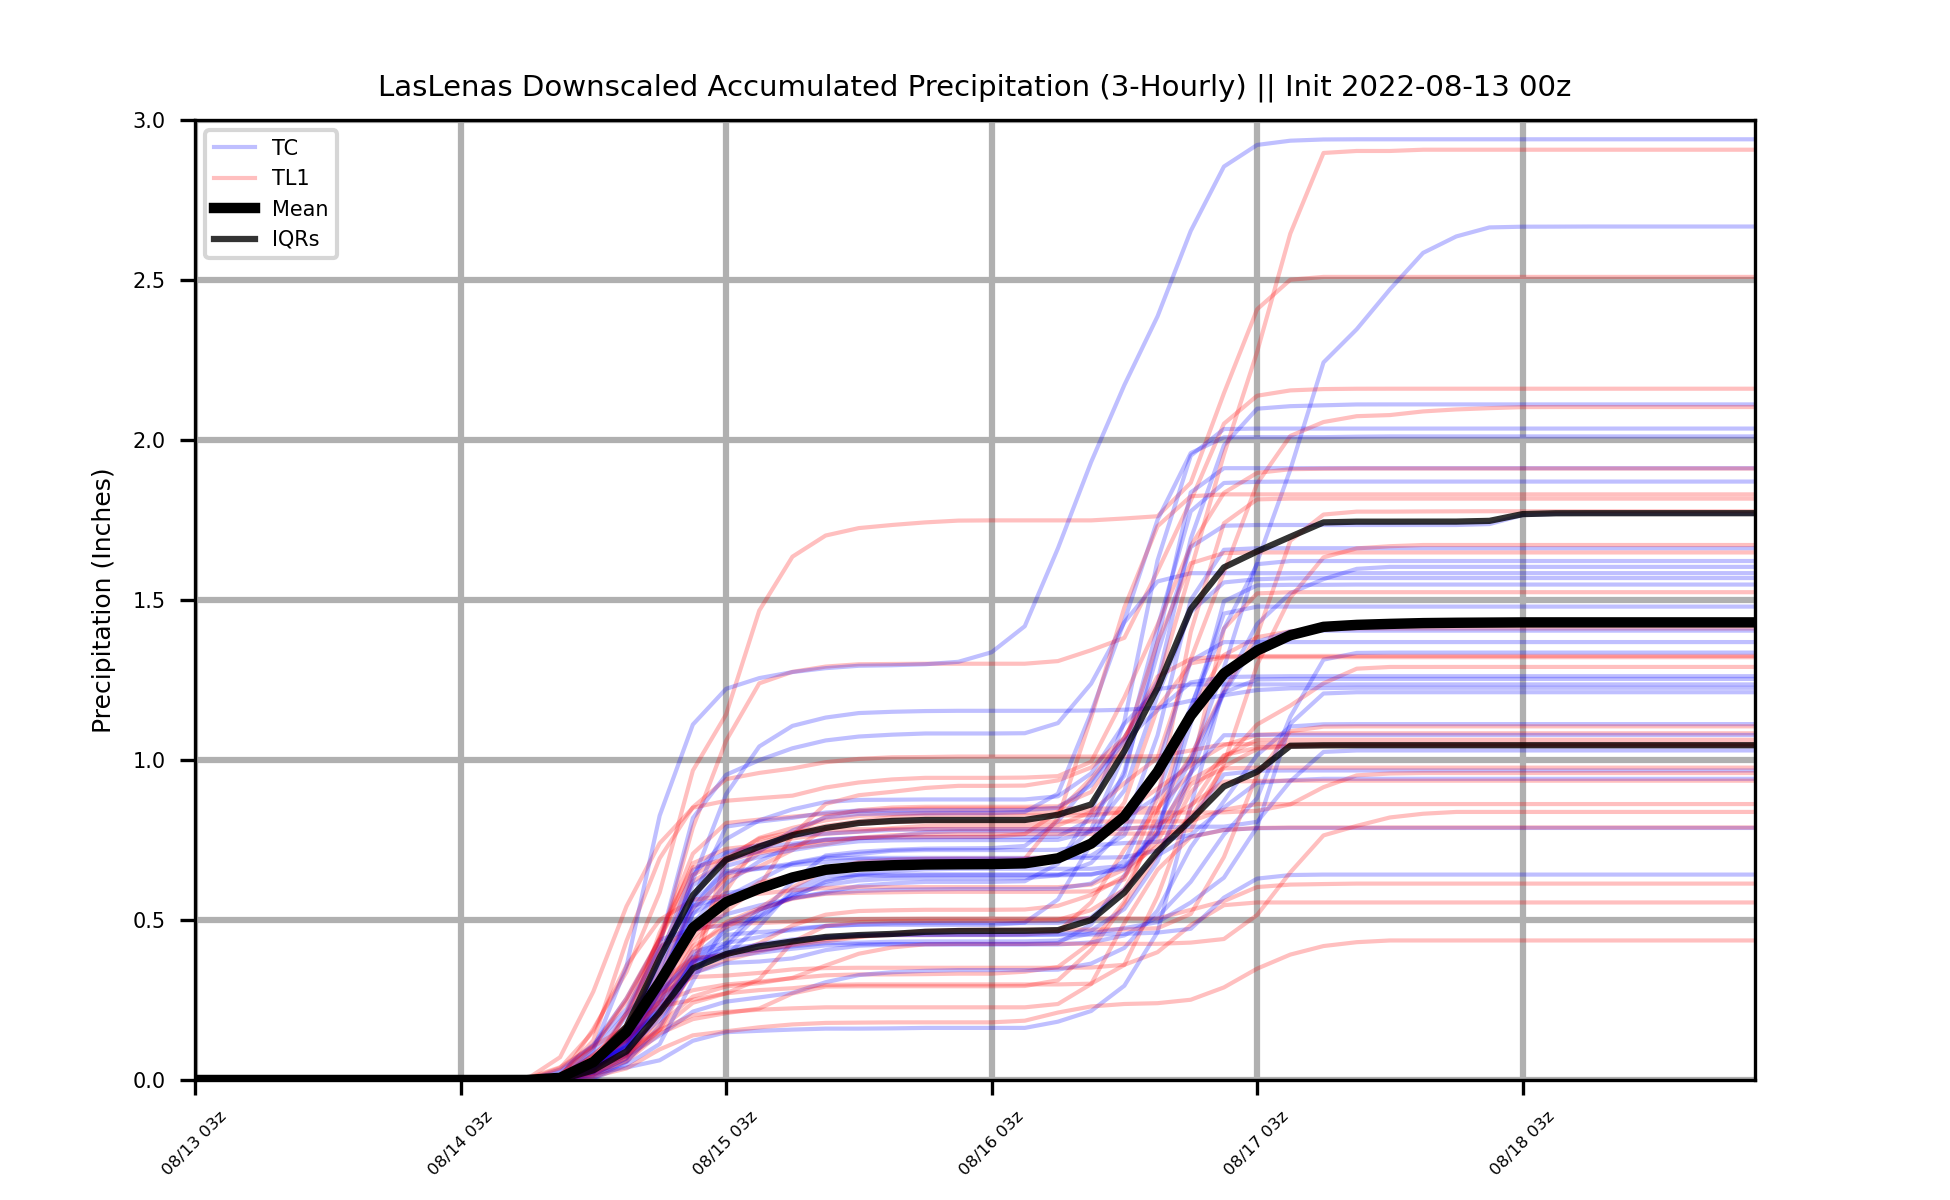 LasLenas Downscaled Accumulated Precipitation (3-Hourly) || Init 2022-08-13 00z
TC
TL1
Mean
IQRs
Precipitation (Inches)
3.0
2.5
2.0
1.5
1.0
0.5
0.0
08/13 03z
08/14 03z
08/15 03z
08/16 03z
08/17 03z
08/18 03z